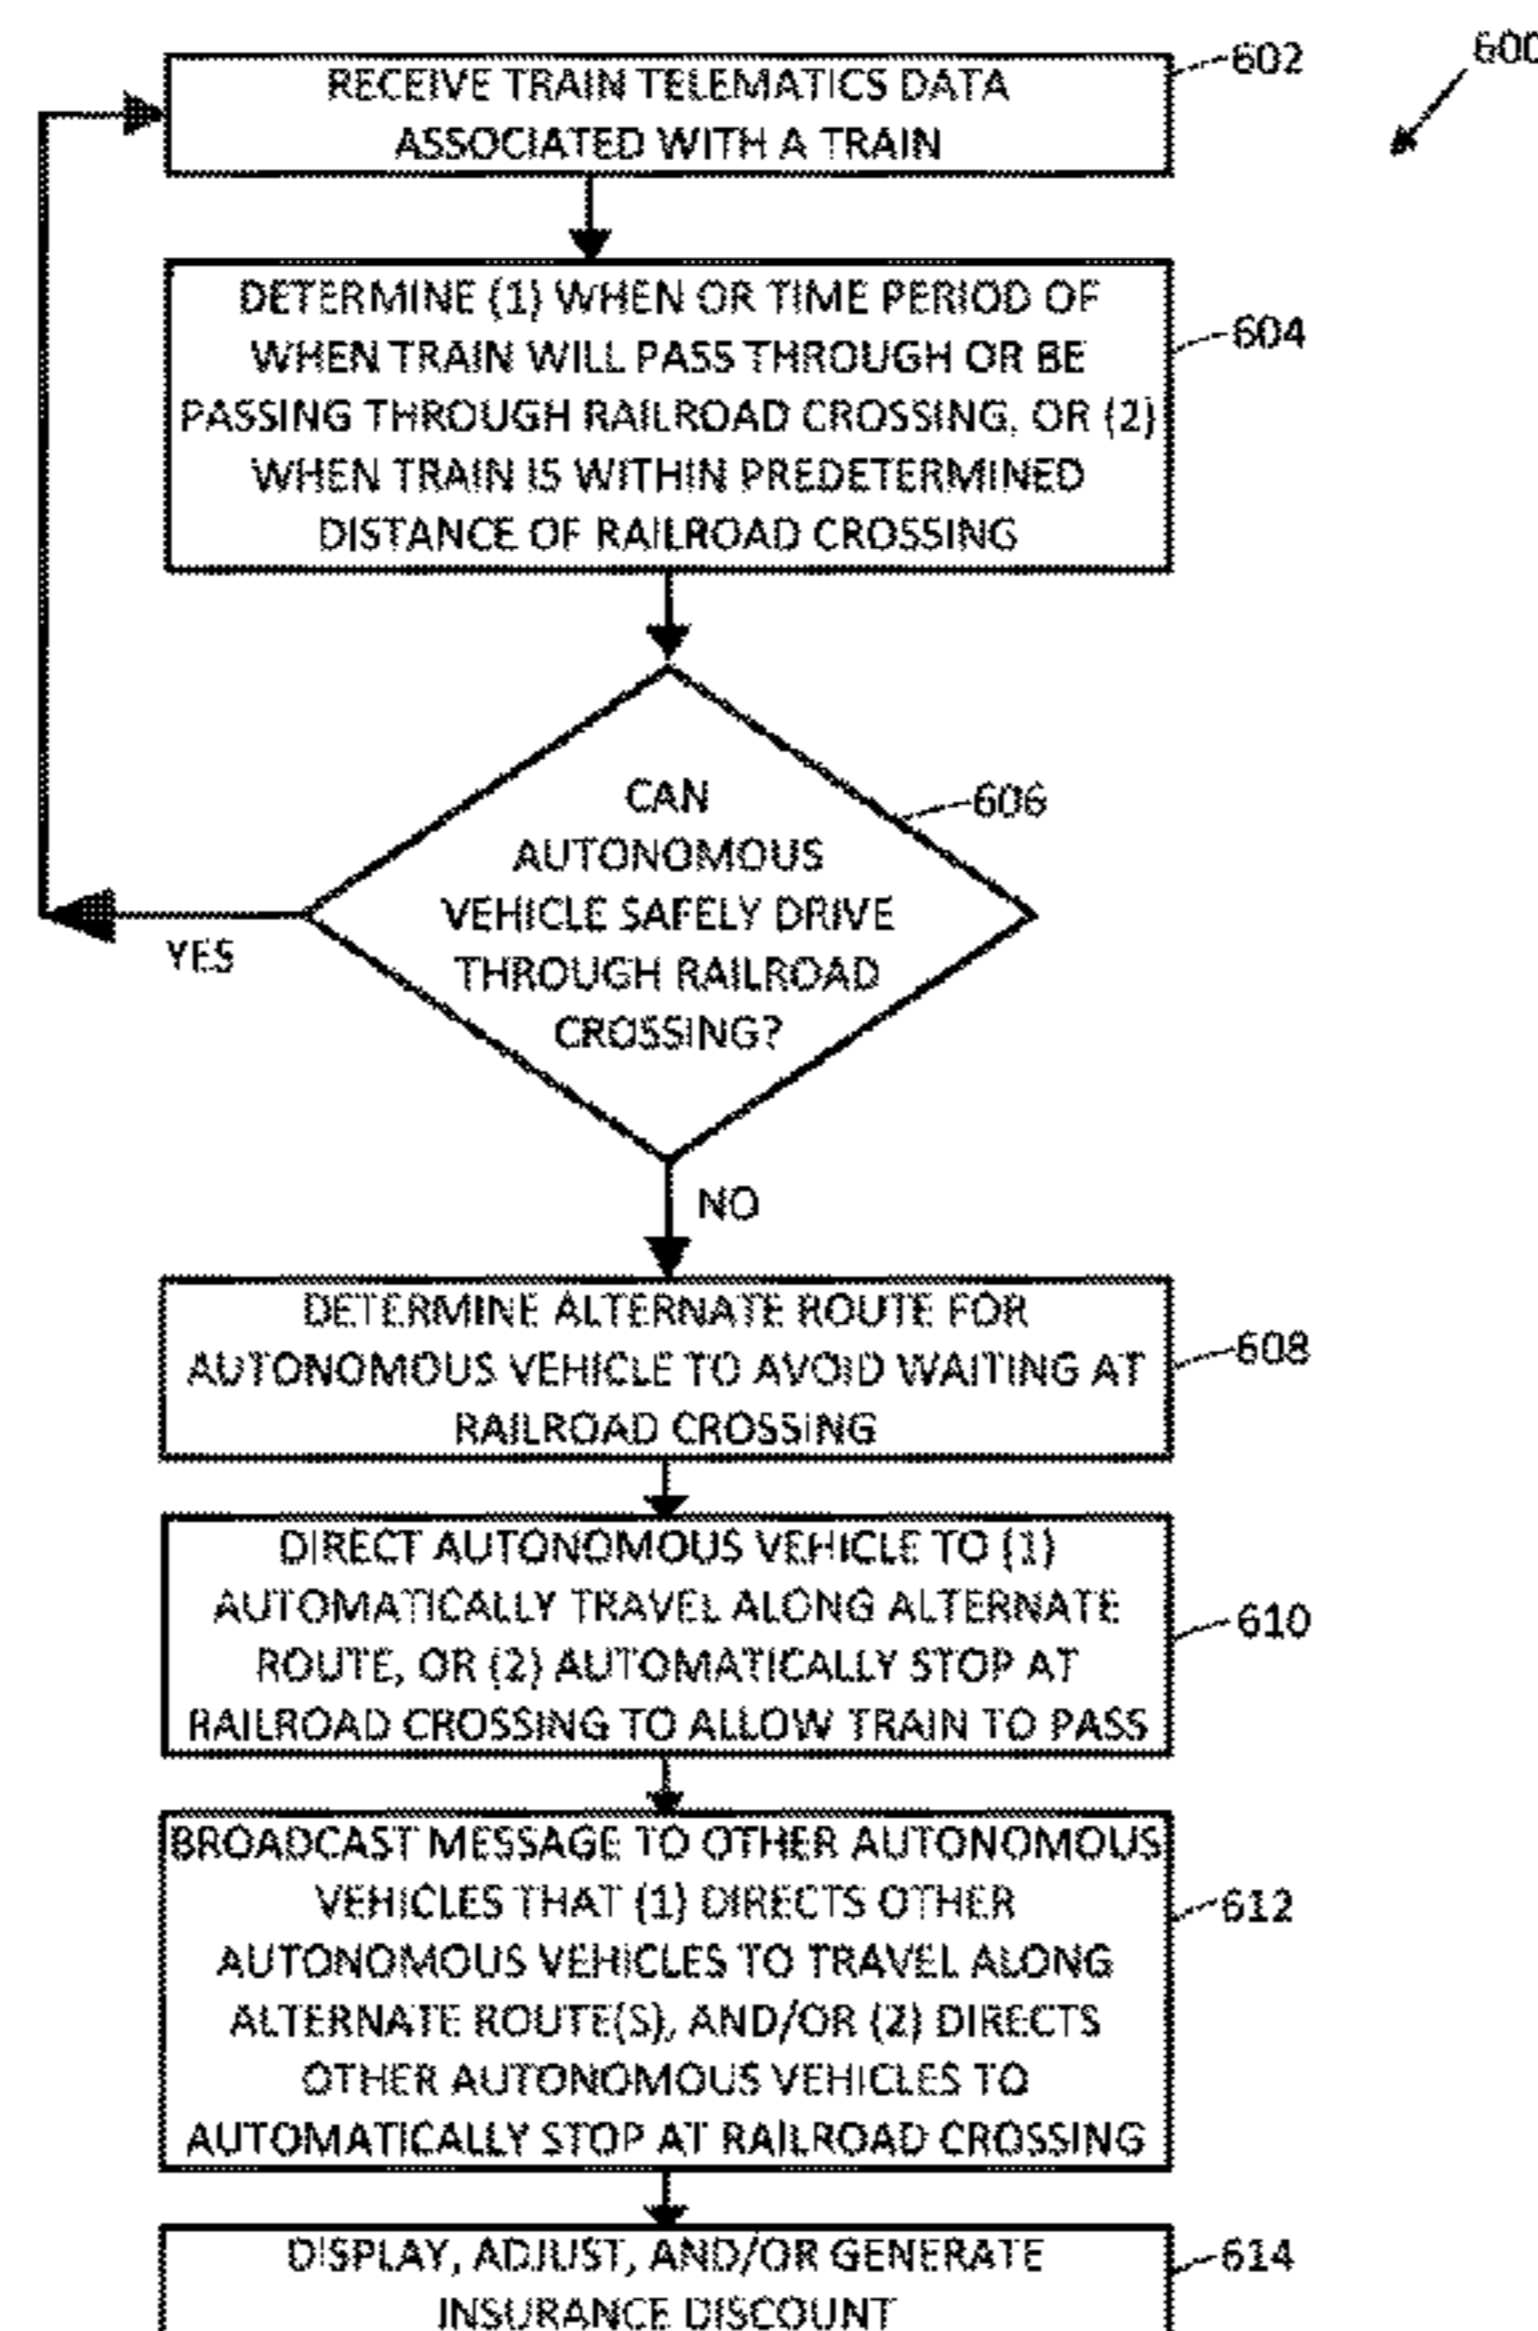 602
600
RECEIVE TRAIN TELEMATICS DATA
ASSOCIATED WITH A TRAIN
DETERMINE (1) WHEN OR TIME PERIOD OF
WHEN TRAIN WILL PASS THROUGH OR BE
PASSING THROUGH RAILROAD CROSSING, OR (2)
WHEN TRAIN IS WITHIN PREDETERMINED
DISTANCE OF RAILROAD CROSSING
604
CAN
AUTONOMOUS
VEHICLE SAFELY DRIVE
THROUGH RAILROAD
CROSSING?
606
YES
NO
DETERMINE ALTERNATE ROUTE FOR
AUTONOMOUS VEHICLE TO AVOID WAITING AT
RAILROAD CROSSING
608
DIRECT AUTONOMOUS VEHICLE TO (1)
AUTOMATICALLY TRAVEL ALONG ALTERNATE
ROUTE, OR (2) AUTOMATICALLY STOP AT
RAILROAD CROSSING TO ALLOW TRAIN TO PASS
610
BROADCAST MESSAGE TO OTHER AUTONOMOUS
VEHICLES THAT (1) DIRECTS OTHER
AUTONOMOUS VEHICLES TO TRAVEL ALONG
ALTERNATE ROUTE(S), AND/OR (2) DIRECTS
OTHER AUTONOMOUS VEHICLES TO
AUTOMATICALLY STOP AT RAILROAD CROSSING
612
DISPLAY, ADJUST, AND/OR GENERATE
INSURANCE DISCOUNT
614